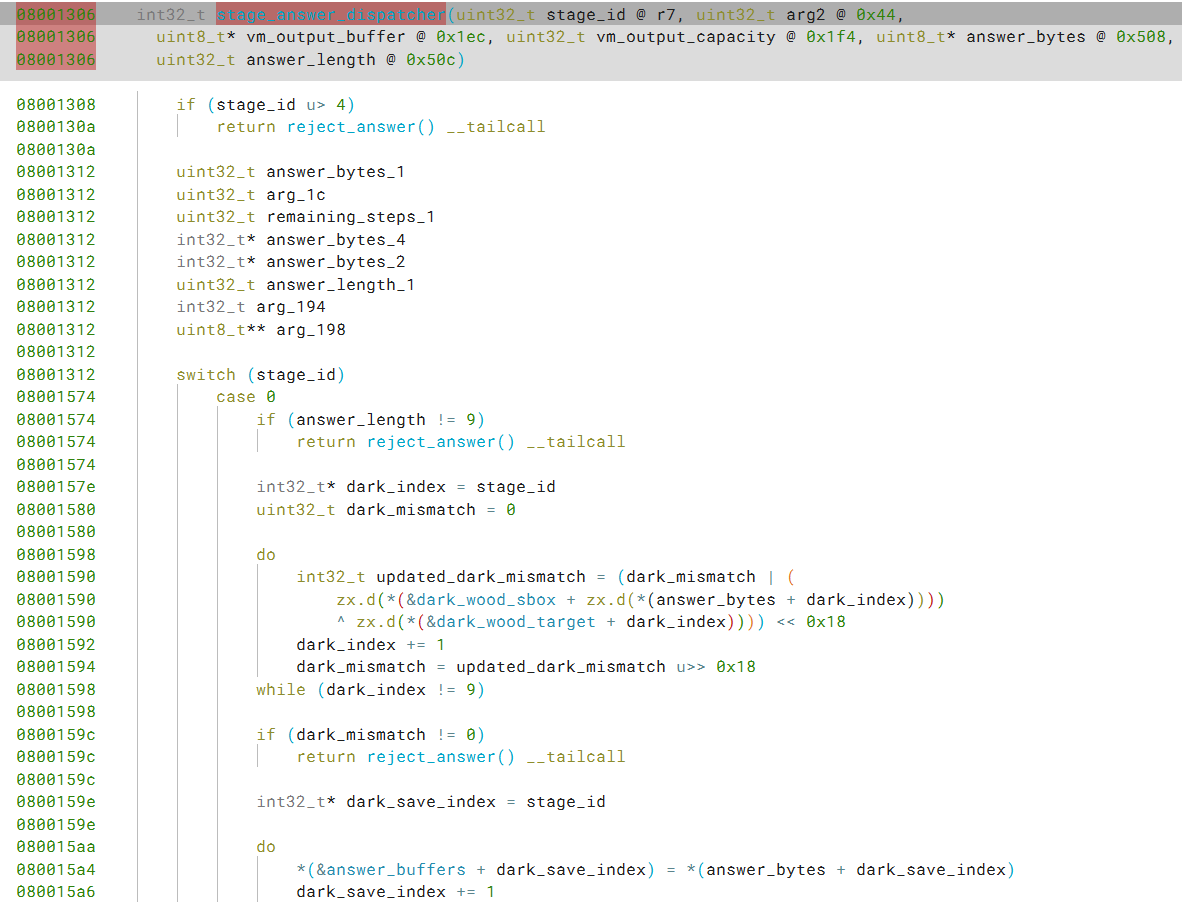 08001306 int32_t stage_answer_dispatcher(uint32_t stage_id @ r7, uint32_t arg2 @ 0x44,
08001306 uint8_t* vm_output_buffer @ 0x1ec, uint32_t vm_output_capacity @ 0x1f4, uint8_t* answer_bytes @ 0x508,
08001306 uint32_t answer_length @ 0x50c)
08001308 if (stage_id u> 4)
0800130a return reject_answer() __tailcall
0800130a
08001312 uint32_t answer_bytes_1
08001312 uint32_t arg_1c
08001312 uint32_t remaining_steps_1
08001312 int32_t* answer_bytes_4
08001312 int32_t* answer_bytes_2
08001312 uint32_t answer_length_1
08001312 int32_t arg_194
08001312 uint8_t** arg_198
08001312
08001312 switch (stage_id)
08001574 case 0
08001574 if (answer_length != 9)
08001574 return reject_answer() __tailcall
08001574
0800157e int32_t* dark_index = stage_id
08001580 uint32_t dark_mismatch = 0
08001580
08001598 do
08001590 int32_t updated_dark_mismatch = (dark_mismatch | (
08001590 zx.d(*(&dark_wood_sbox + zx.d(*(answer_bytes + dark_index))))
08001590 ^ zx.d(*(&dark_wood_target + dark_index)))) << 0x18
08001592 dark_index += 1
08001594 dark_mismatch = updated_dark_mismatch u>> 0x18
08001598 while (dark_index != 9)
08001598
0800159c if (dark_mismatch != 0)
0800159c return reject_answer() __tailcall
0800159c
0800159e int32_t* dark_save_index = stage_id
0800159e
080015aa do
080015a4 *(&answer_buffers + dark_save_index) = *(answer_bytes + dark_save_index)
080015a6 dark_save_index += 1